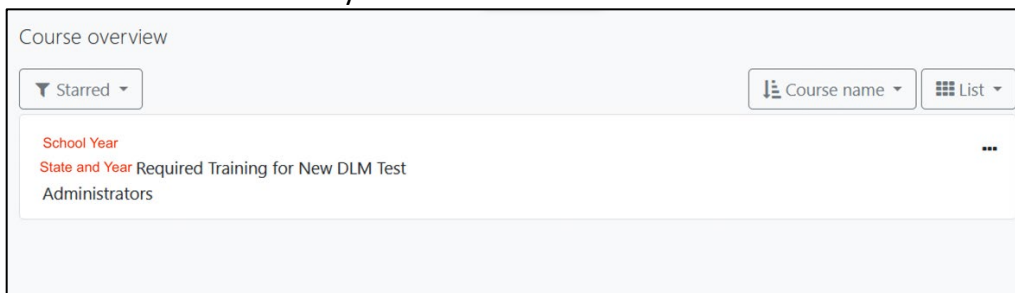 Course overview
Starred
Course name
List
School Year
State and Year Required Training for New DLM Test
Administrators